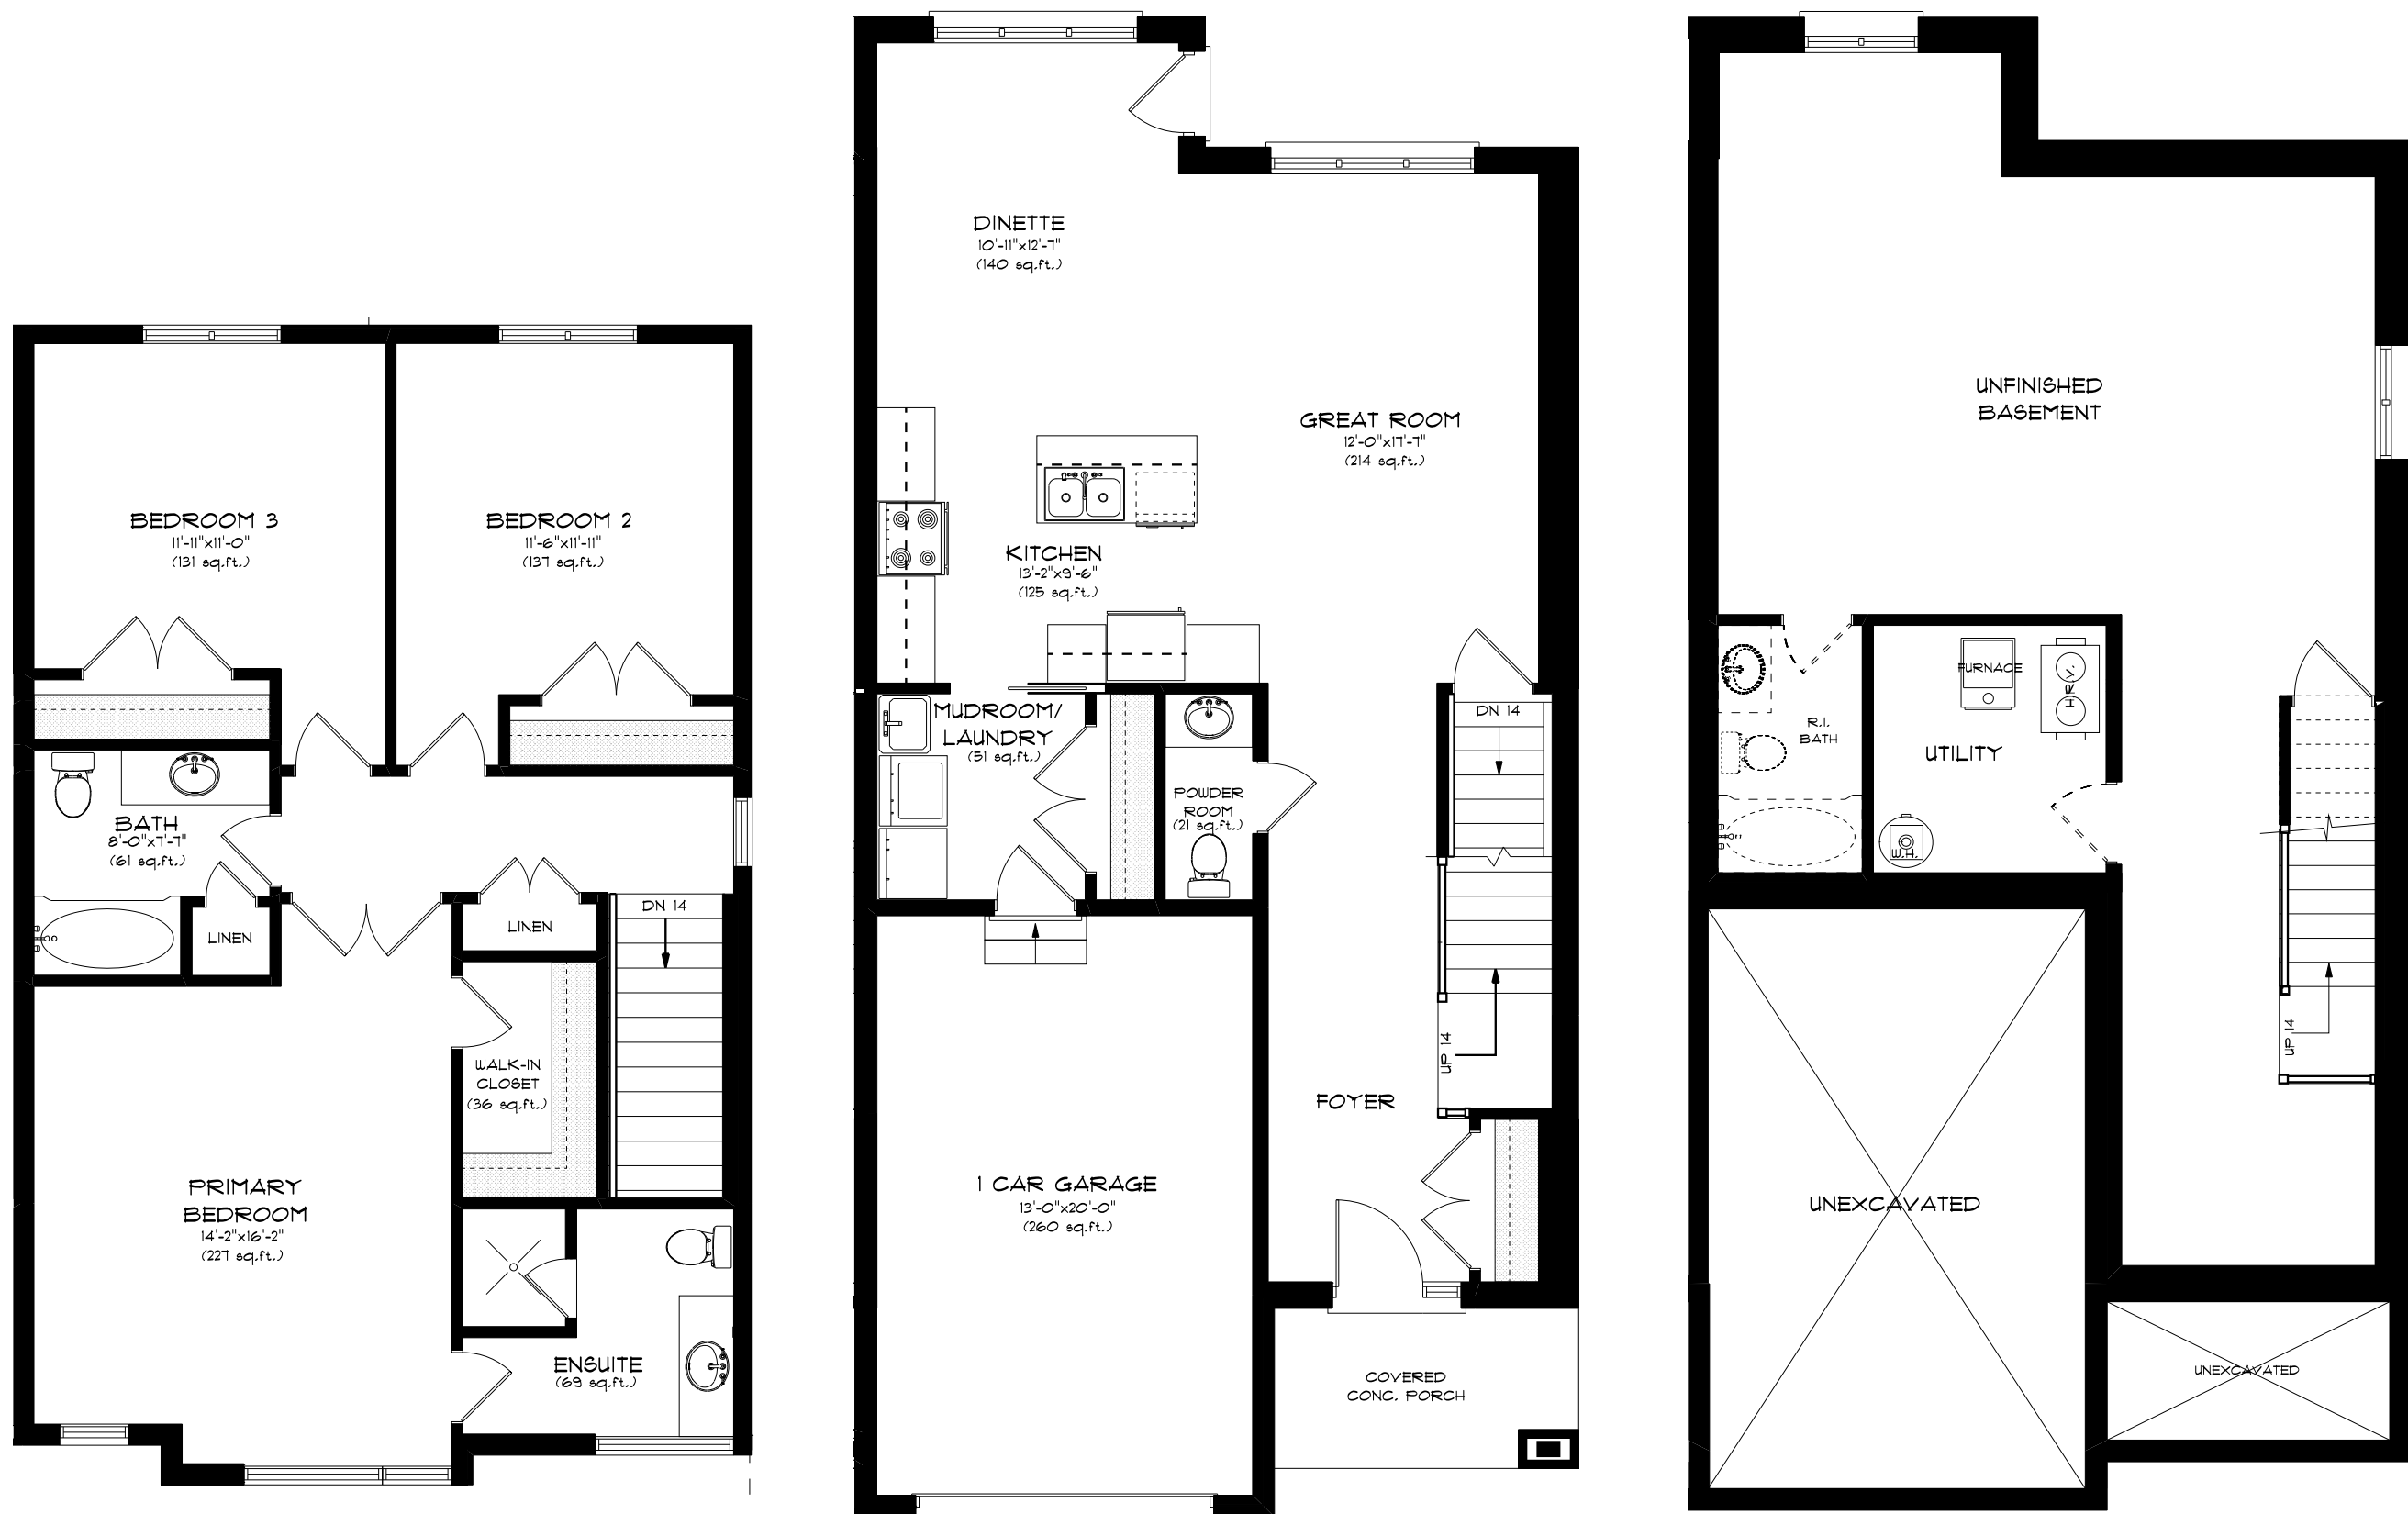 BEDROOM 3
11'-11"x11'-0"
(131 sq.ft.)
BEDROOM 2
11'-6"x11'-11"
(137 sq.ft.)
BATH
8'-0"x7'-7"
(61 sq.ft.)
LINEN
LINEN
DN 14
WALK-IN
CLOSET
(36 sq.ft.)
PRIMARY
BEDROOM
14'-2"x16'-2"
(227 sq.ft.)
ENSUITE
(69 sq.ft.)
DINETTE
10'-11"x12'-7"
(140 sq.ft.)
GREAT ROOM
12'-0"x17'-7"
(214 sq.ft.)
KITCHEN
13'-2"x9'-6"
(125 sq.ft.)
MUDROOM/
LAUNDRY
(51 sq.ft.)
POWDER
ROOM
(21 sq.ft.)
DN 14
UP 14
FOYER
1 CAR GARAGE
13'-0"x20'-0"
(260 sq.ft.)
COVERED
CONC. PORCH
UNFINISHED
BASEMENT
FURNACE
H.R.V.
R.I.
BATH
UTILITY
W.H.
UP 14
UNEXCAVATED
UNEXCAVATED